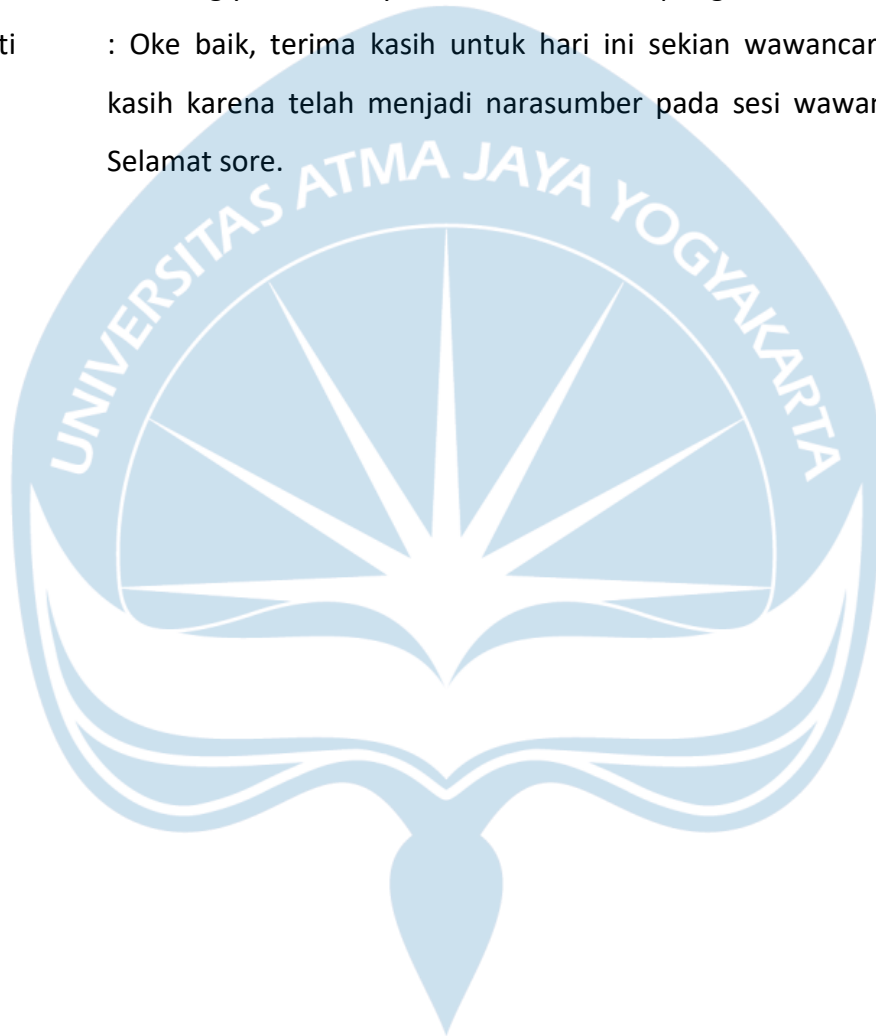 ti : Oke baik, terima kasih untuk hari ini sekian wawancar
kasih karena telah menjadi narasumber pada sesi wawan
Selamat sore.
UNIVERSITAS ATMA JAYA YOGYAKARTA